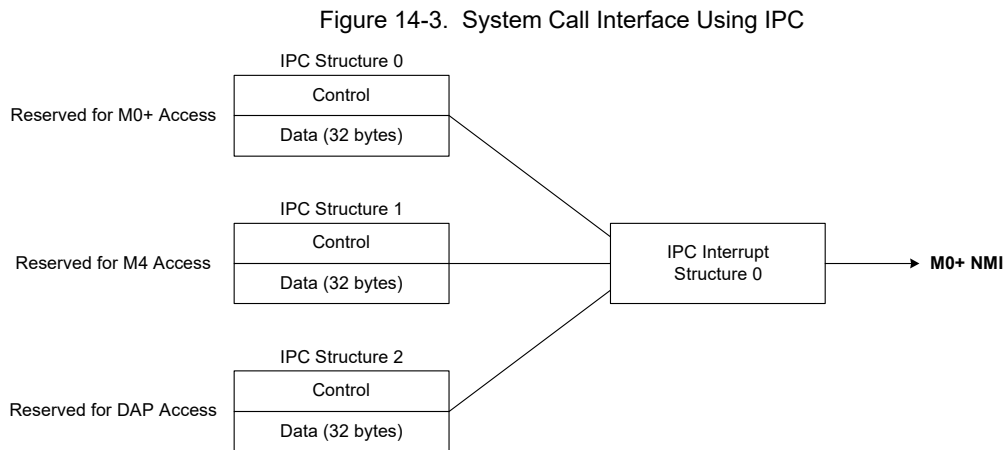 Figure 14-3. System Call Interface Using IPC
IPC Structure 0
Reserved for M0+ Access
Control
Data (32 bytes)
IPC Structure 1
Reserved for M4 Access
Control
Data (32 bytes)
IPC Interrupt
Structure 0
M0+ NMI
IPC Structure 2
Reserved for DAP Access
Control
Data (32 bytes)